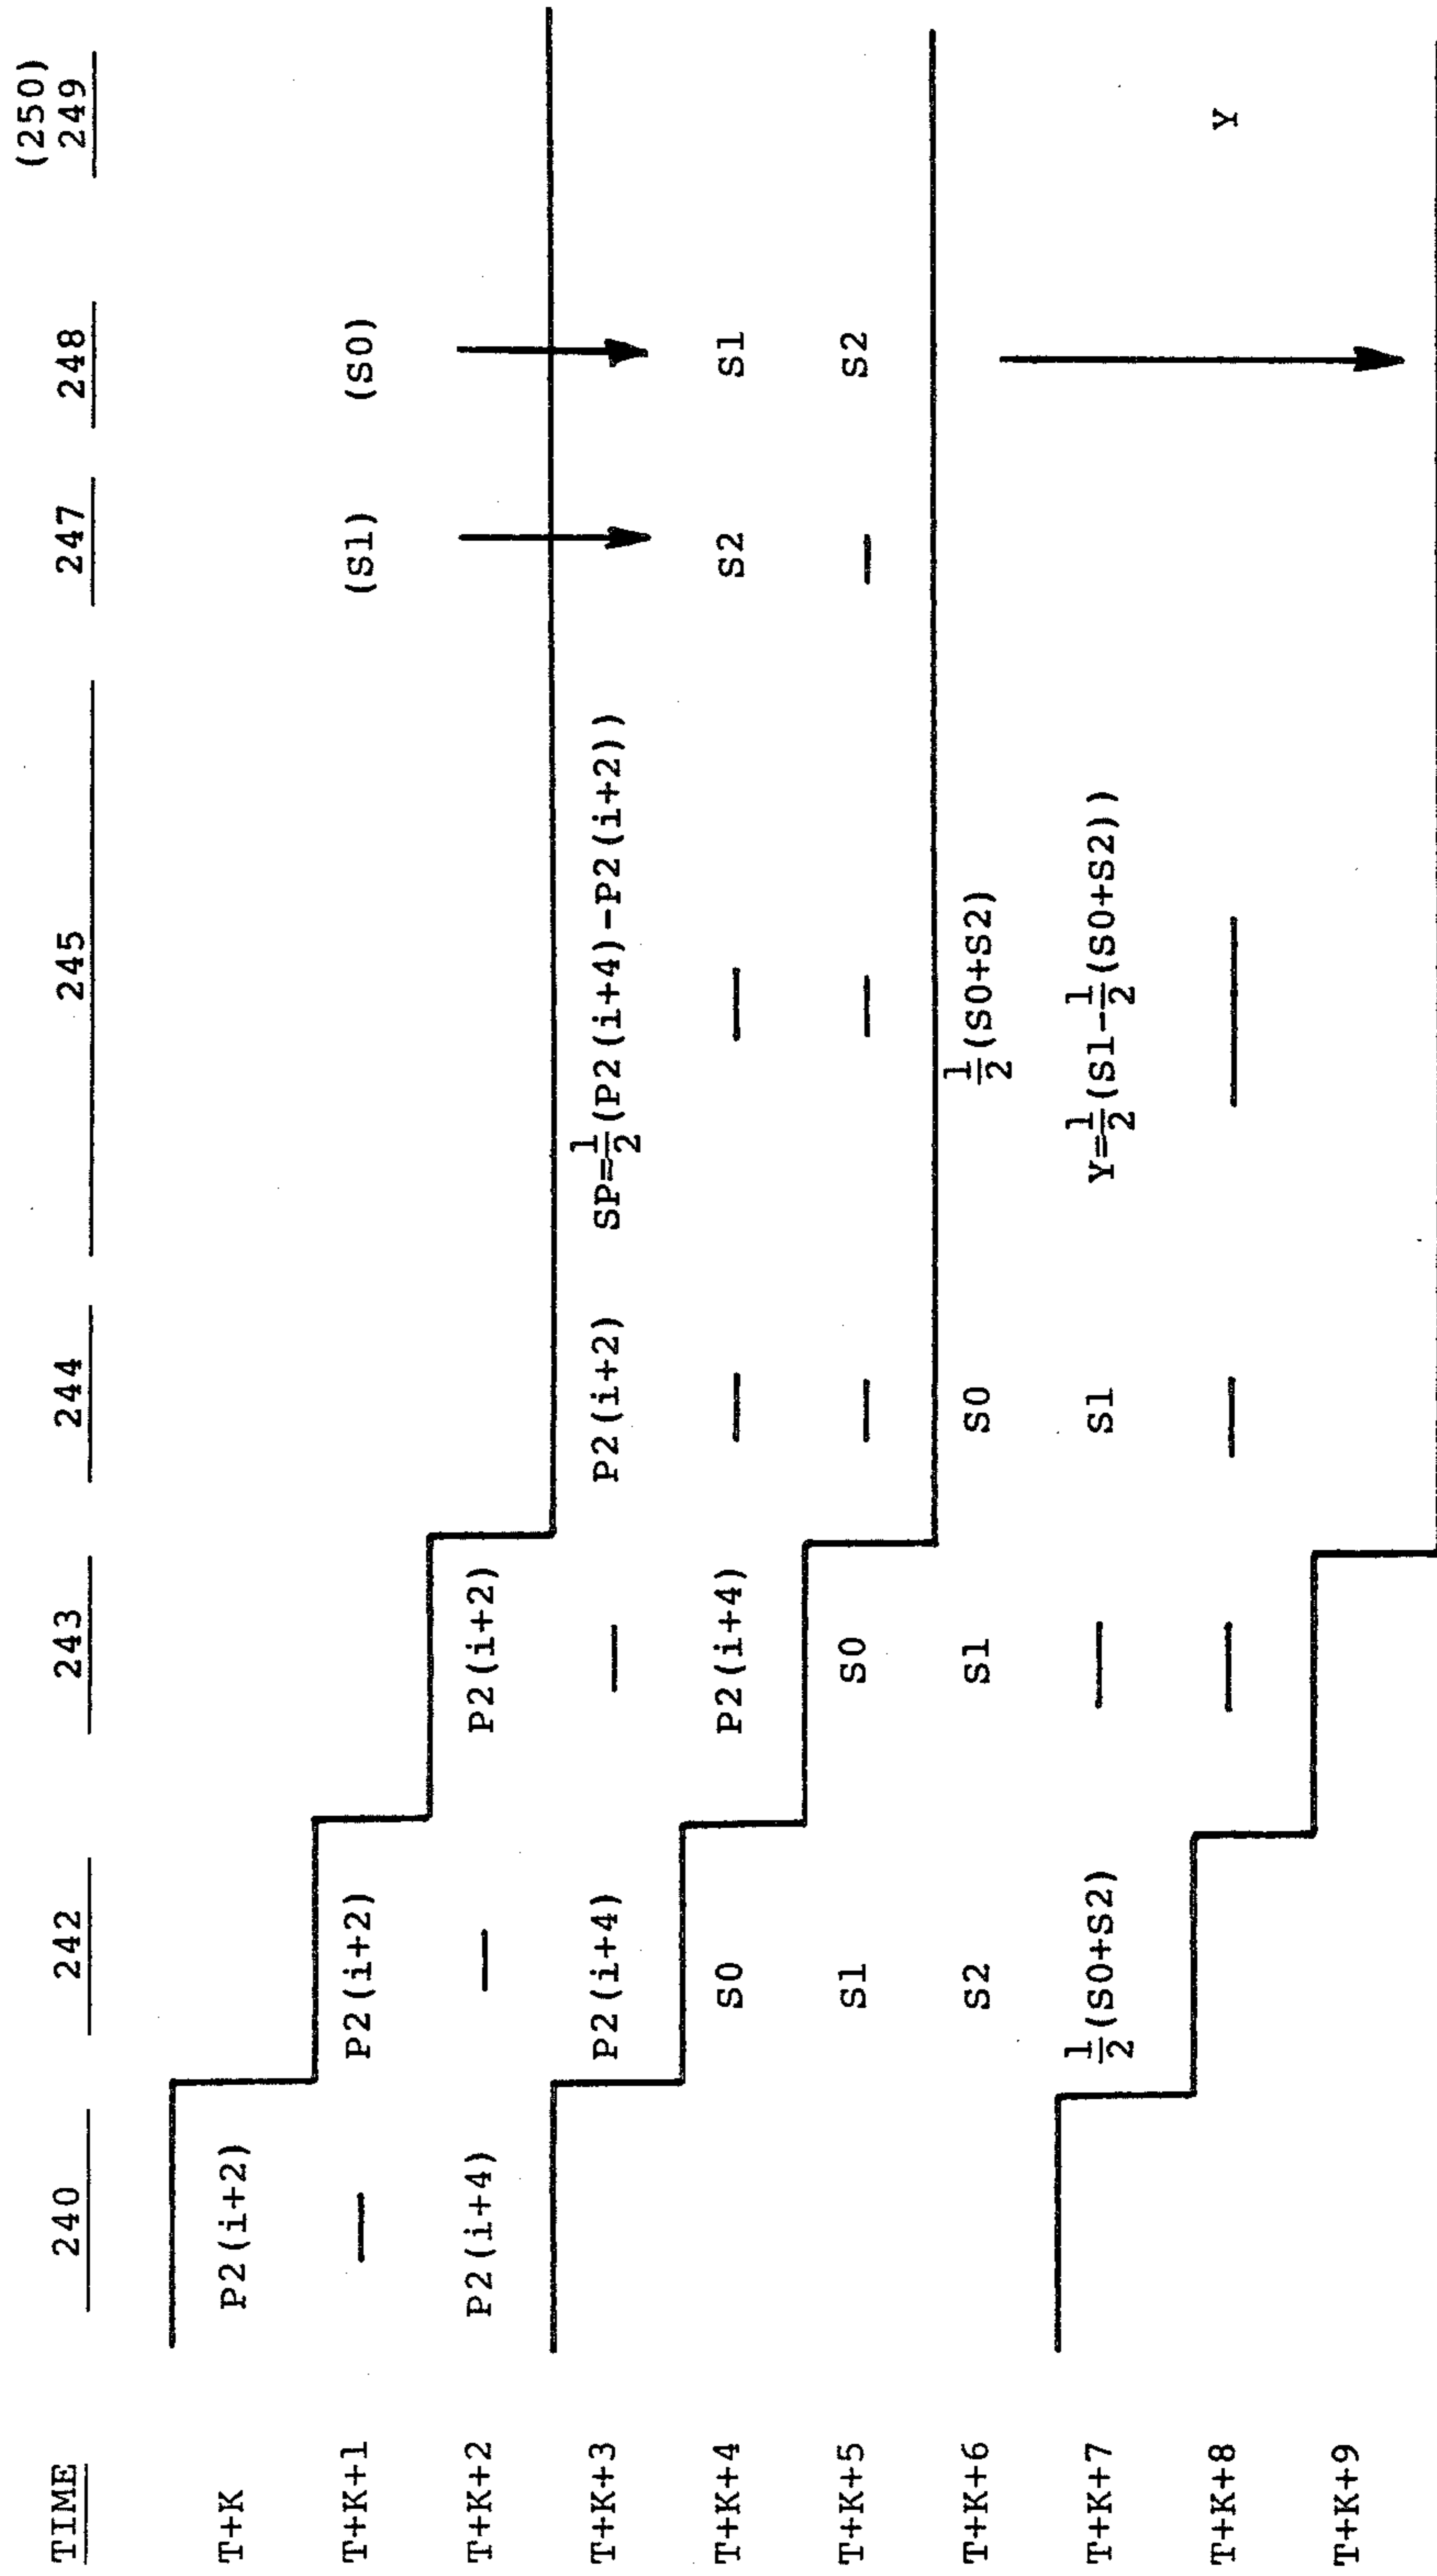 (250)
TIME 240 242 243 244 245 247 248 249
T+K P2(i+2)
T+K+1 — P2(i+2) (S1) (S0)
T+K+2 P2(i+4) — P2(i+2)
T+K+3 P2(i+4) — P2(i+2) SP=1/2(P2(i+4)-P2(i+2))
T+K+4 S0 P2(i+4) — — S2 S1
T+K+5 S1 S0 — — — S2
T+K+6 S2 S1 S0 1/2(S0+S2)
T+K+7 1/2(S0+S2) — S1 Y=1/2(S1-1/2(S0+S2))
T+K+8 — — — Y
T+K+9